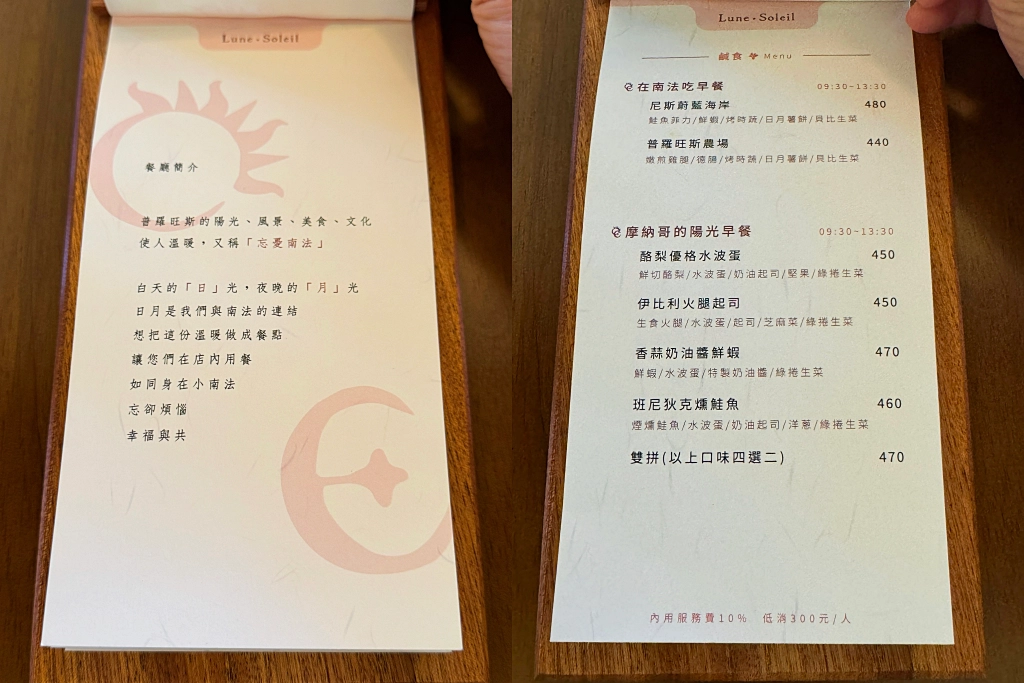 Lune·Soleil
餐廳簡介
普羅旺斯的陽光、風景、美食、文化
使人溫暖，又稱「忘憂南法」
白天的「日」光，夜晚的「月」光
日月是我們與南法的連結
想把這份溫暖做成餐點
讓您們在店內用餐
如同身在小南法
忘卻煩惱
幸福與共
Lune·Soleil
鹹食 Menu
在南法吃早餐 09:30-13:30
尼斯蔚藍海岸 480
鮭魚菲力/鮮蝦/烤時蔬/日月薯餅/貝比生菜
普羅旺斯農場 440
嫩煎雞腿/德腸/烤時蔬/日月薯餅/貝比生菜
摩納哥的陽光早餐 09:30-13:30
酪梨優格水波蛋 450
鮮切酪梨/水波蛋/奶油起司/堅果/綠捲生菜
伊比利火腿起司 450
生食火腿/水波蛋/起司/芝麻菜/綠捲生菜
香蒜奶油醬鮮蝦 470
鮮蝦/水波蛋/特製奶油醬/綠捲生菜
班尼狄克燻鮭魚 460
煙燻鮭魚/水波蛋/奶油起司/洋蔥/綠捲生菜
雙拼(以上口味四選二) 470
內用服務費10% 低消300元/人